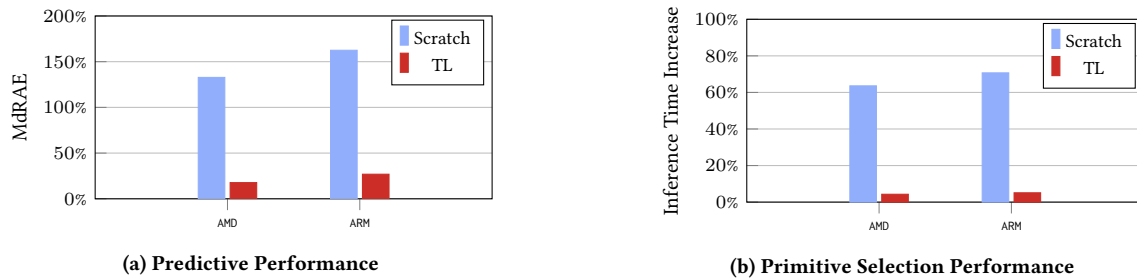 200%
150%
100%
50%
0%
MdRAE
Scratch
TL
AMD
ARM
(a) Predictive Performance
100%
80%
60%
40%
20%
0%
Inference Time Increase
Scratch
TL
AMD
ARM
(b) Primitive Selection Performance